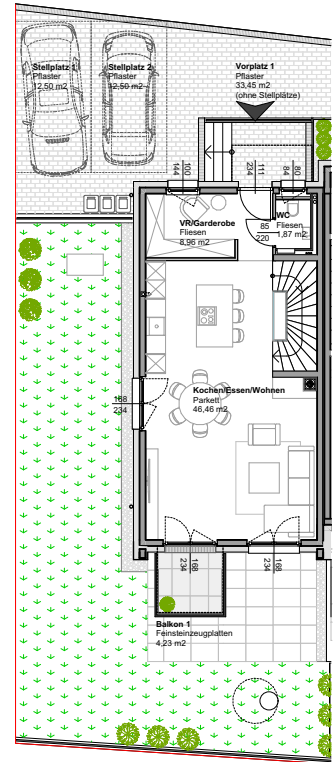 Stellplatz 1
Pflaster
12,50 m2
Stellplatz 2
Pflaster
12,50 m2
Vorplatz 1
Pflaster
33,45 m2
(ohne Stellplätze)
100
144
111
234
80
84
VR/Garderobe
Fliesen
8,96 m2
WC
Fliesen
1,87 m2
85
220
Kochen/Essen/Wohnen
Parkett
46,46 m2
168
234
168
234
168
234
Balkon 1
Feinsteinzeugplatten
4,23 m2